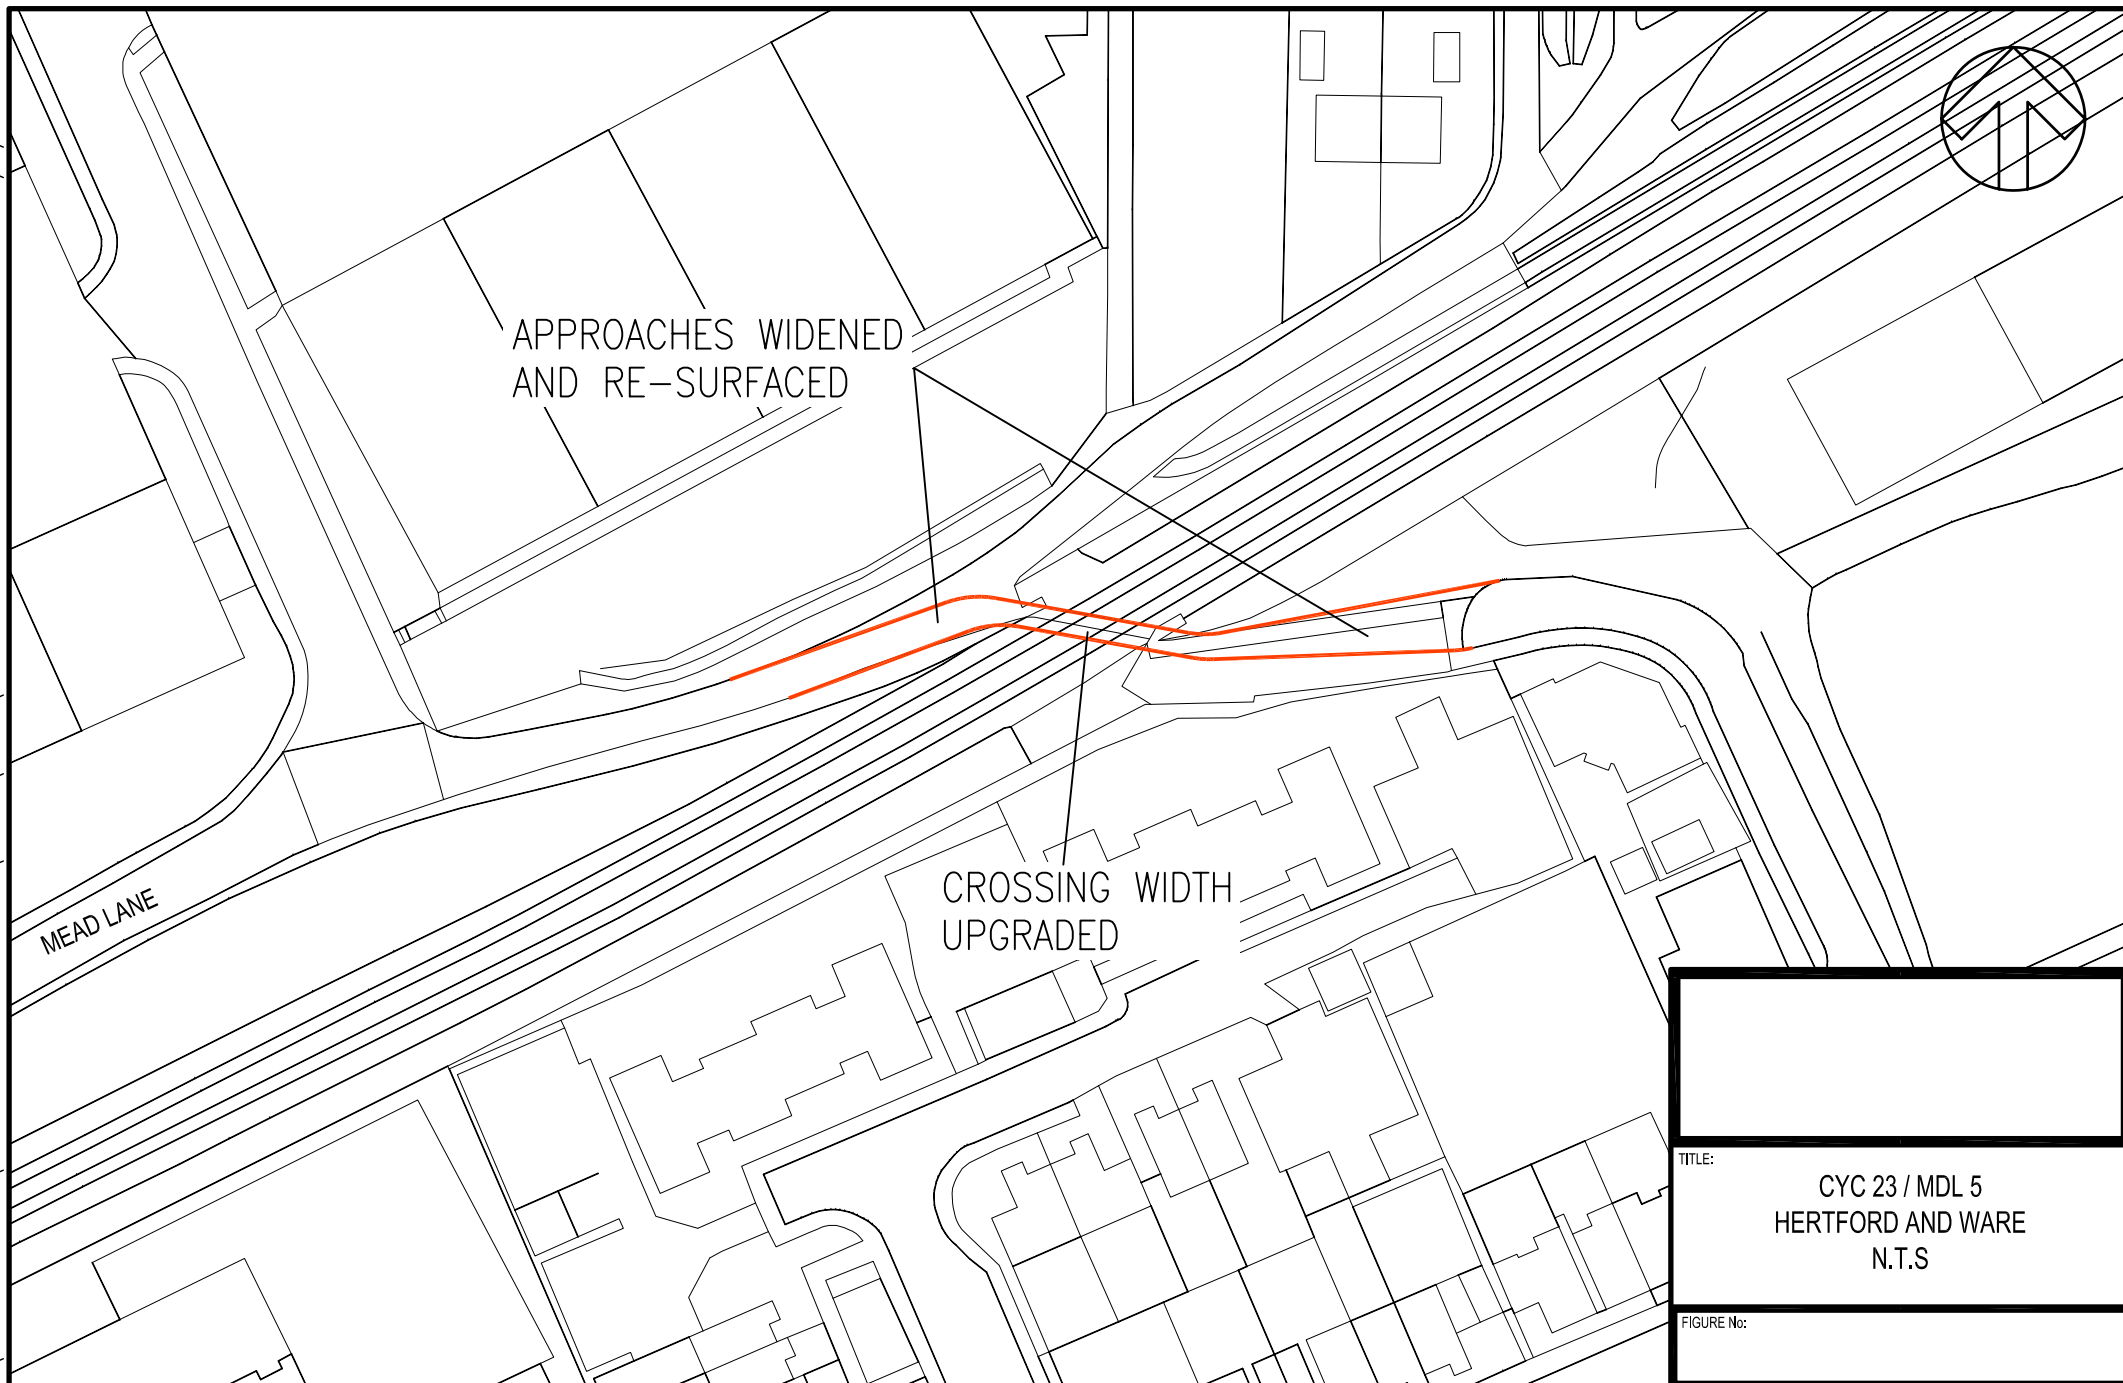 APPROACHES WIDENED
AND RE-SURFACED
CROSSING WIDTH
UPGRADED
MEAD LANE
TITLE:
CYC 23 / MDL 5
HERTFORD AND WARE
N.T.S
FIGURE No: